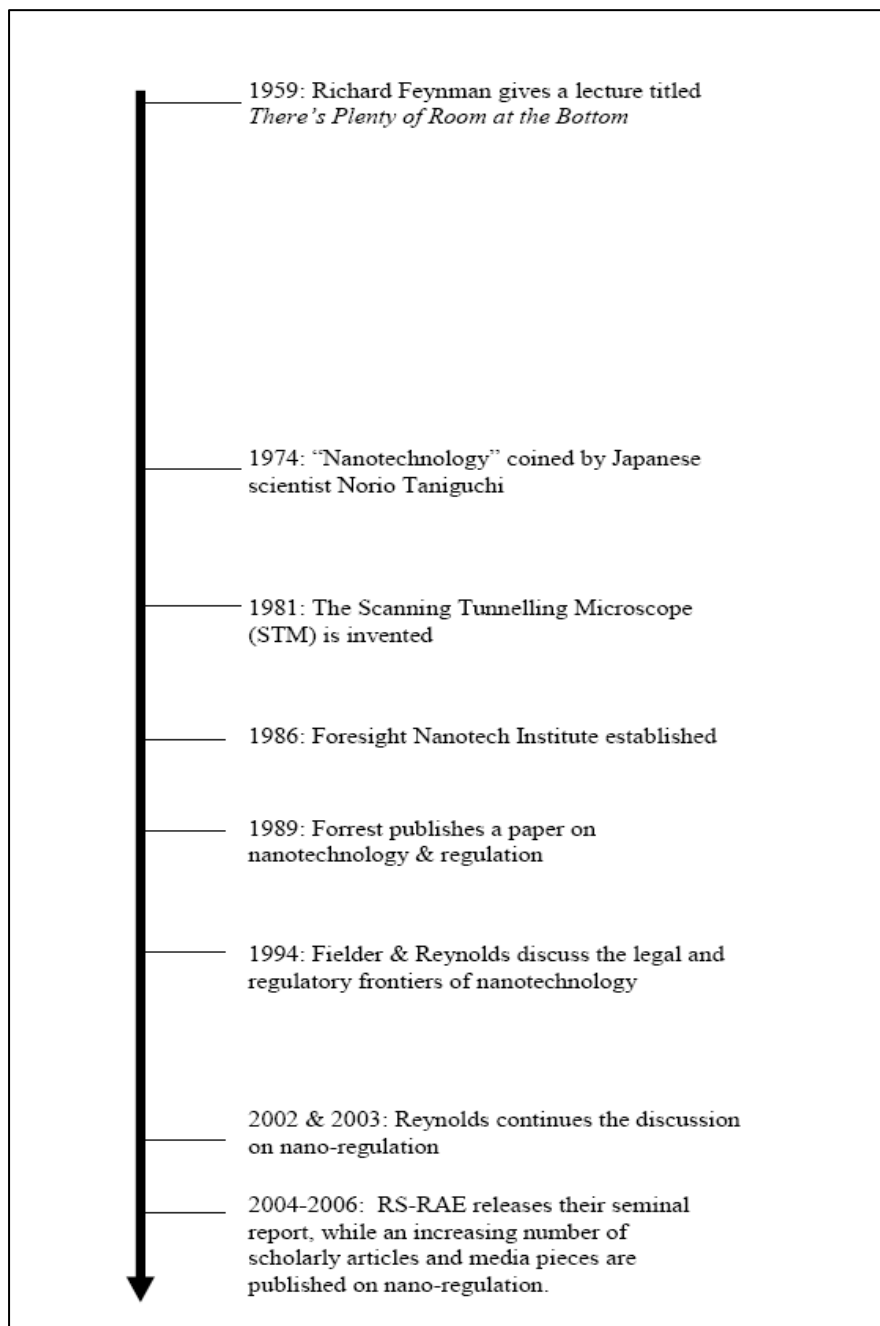 1959: Richard Feynman gives a lecture titled
There's Plenty of Room at the Bottom
1974: “Nanotechnology” coined by Japanese
scientist Norio Taniguchi
1981: The Scanning Tunnelling Microscope
(STM) is invented
1986: Foresight Nanotech Institute established
1989: Forrest publishes a paper on
nanotechnology & regulation
1994: Fielder & Reynolds discuss the legal and
regulatory frontiers of nanotechnology
2002 & 2003: Reynolds continues the discussion
on nano-regulation
2004-2006:  RS-RAE releases their seminal
report, while an increasing number of
scholarly articles and media pieces are
published on nano-regulation.